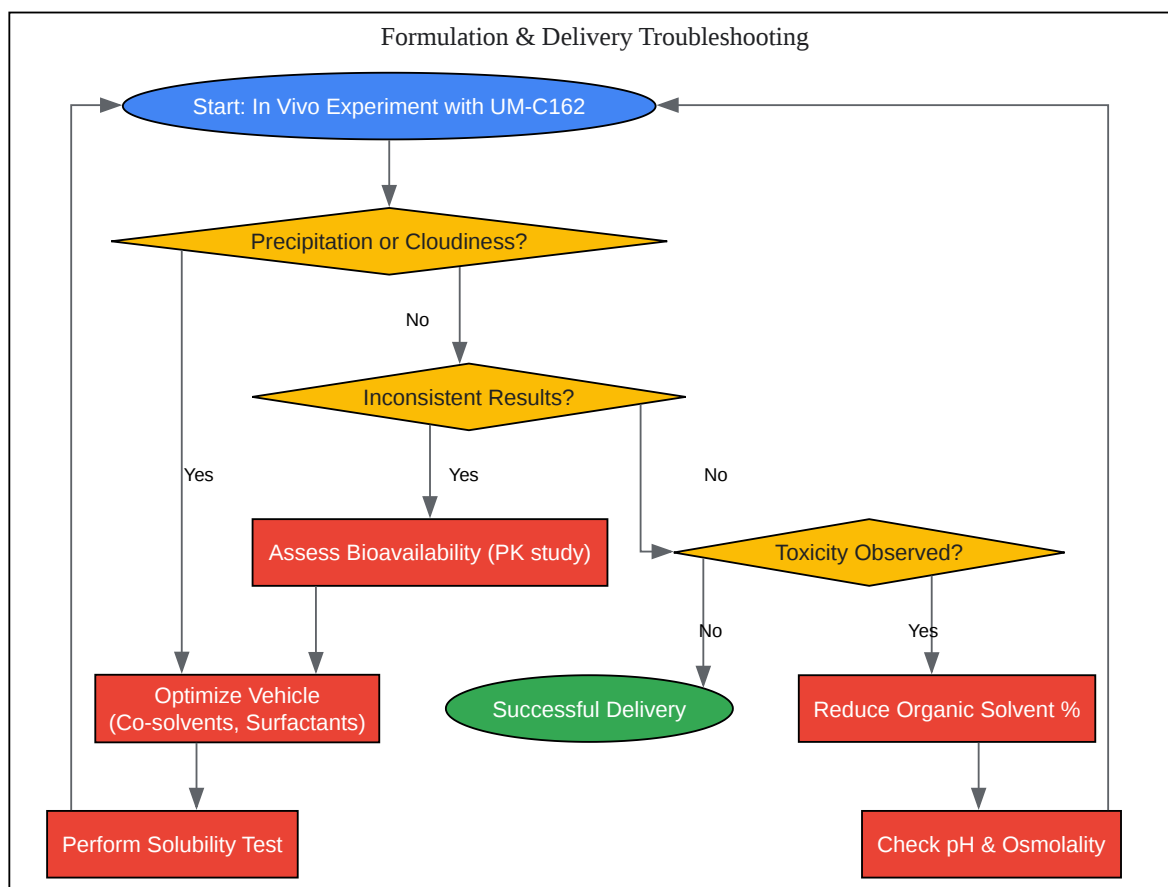 Formulation & Delivery Troubleshooting
Start: In Vivo Experiment with UM-C162
Precipitation or Cloudiness?
No
Inconsistent Results?
Yes
Yes
No
Assess Bioavailability (PK study)
Toxicity Observed?
No
Yes
Optimize Vehicle
(Co-solvents, Surfactants)
Successful Delivery
Reduce Organic Solvent %
Perform Solubility Test
Check pH & Osmolality